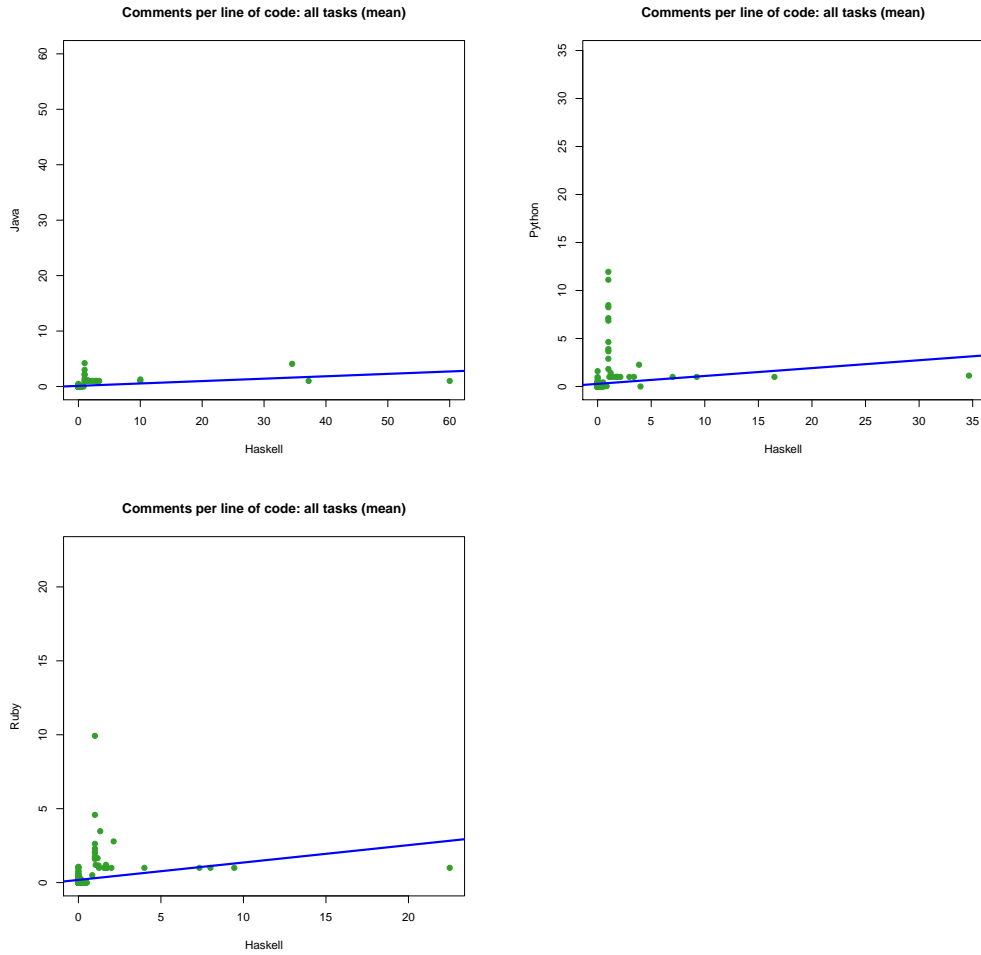 Comments per line of code: all tasks (mean)
60
50
40
30
20
10
0
Java
0 10 20 30 40 50 60
Haskell
Comments per line of code: all tasks (mean)
35
30
25
20
15
10
5
0
Python
0 5 10 15 20 25 30 35
Haskell
Comments per line of code: all tasks (mean)
20
15
10
5
0
Ruby
0 5 10 15 20
Haskell